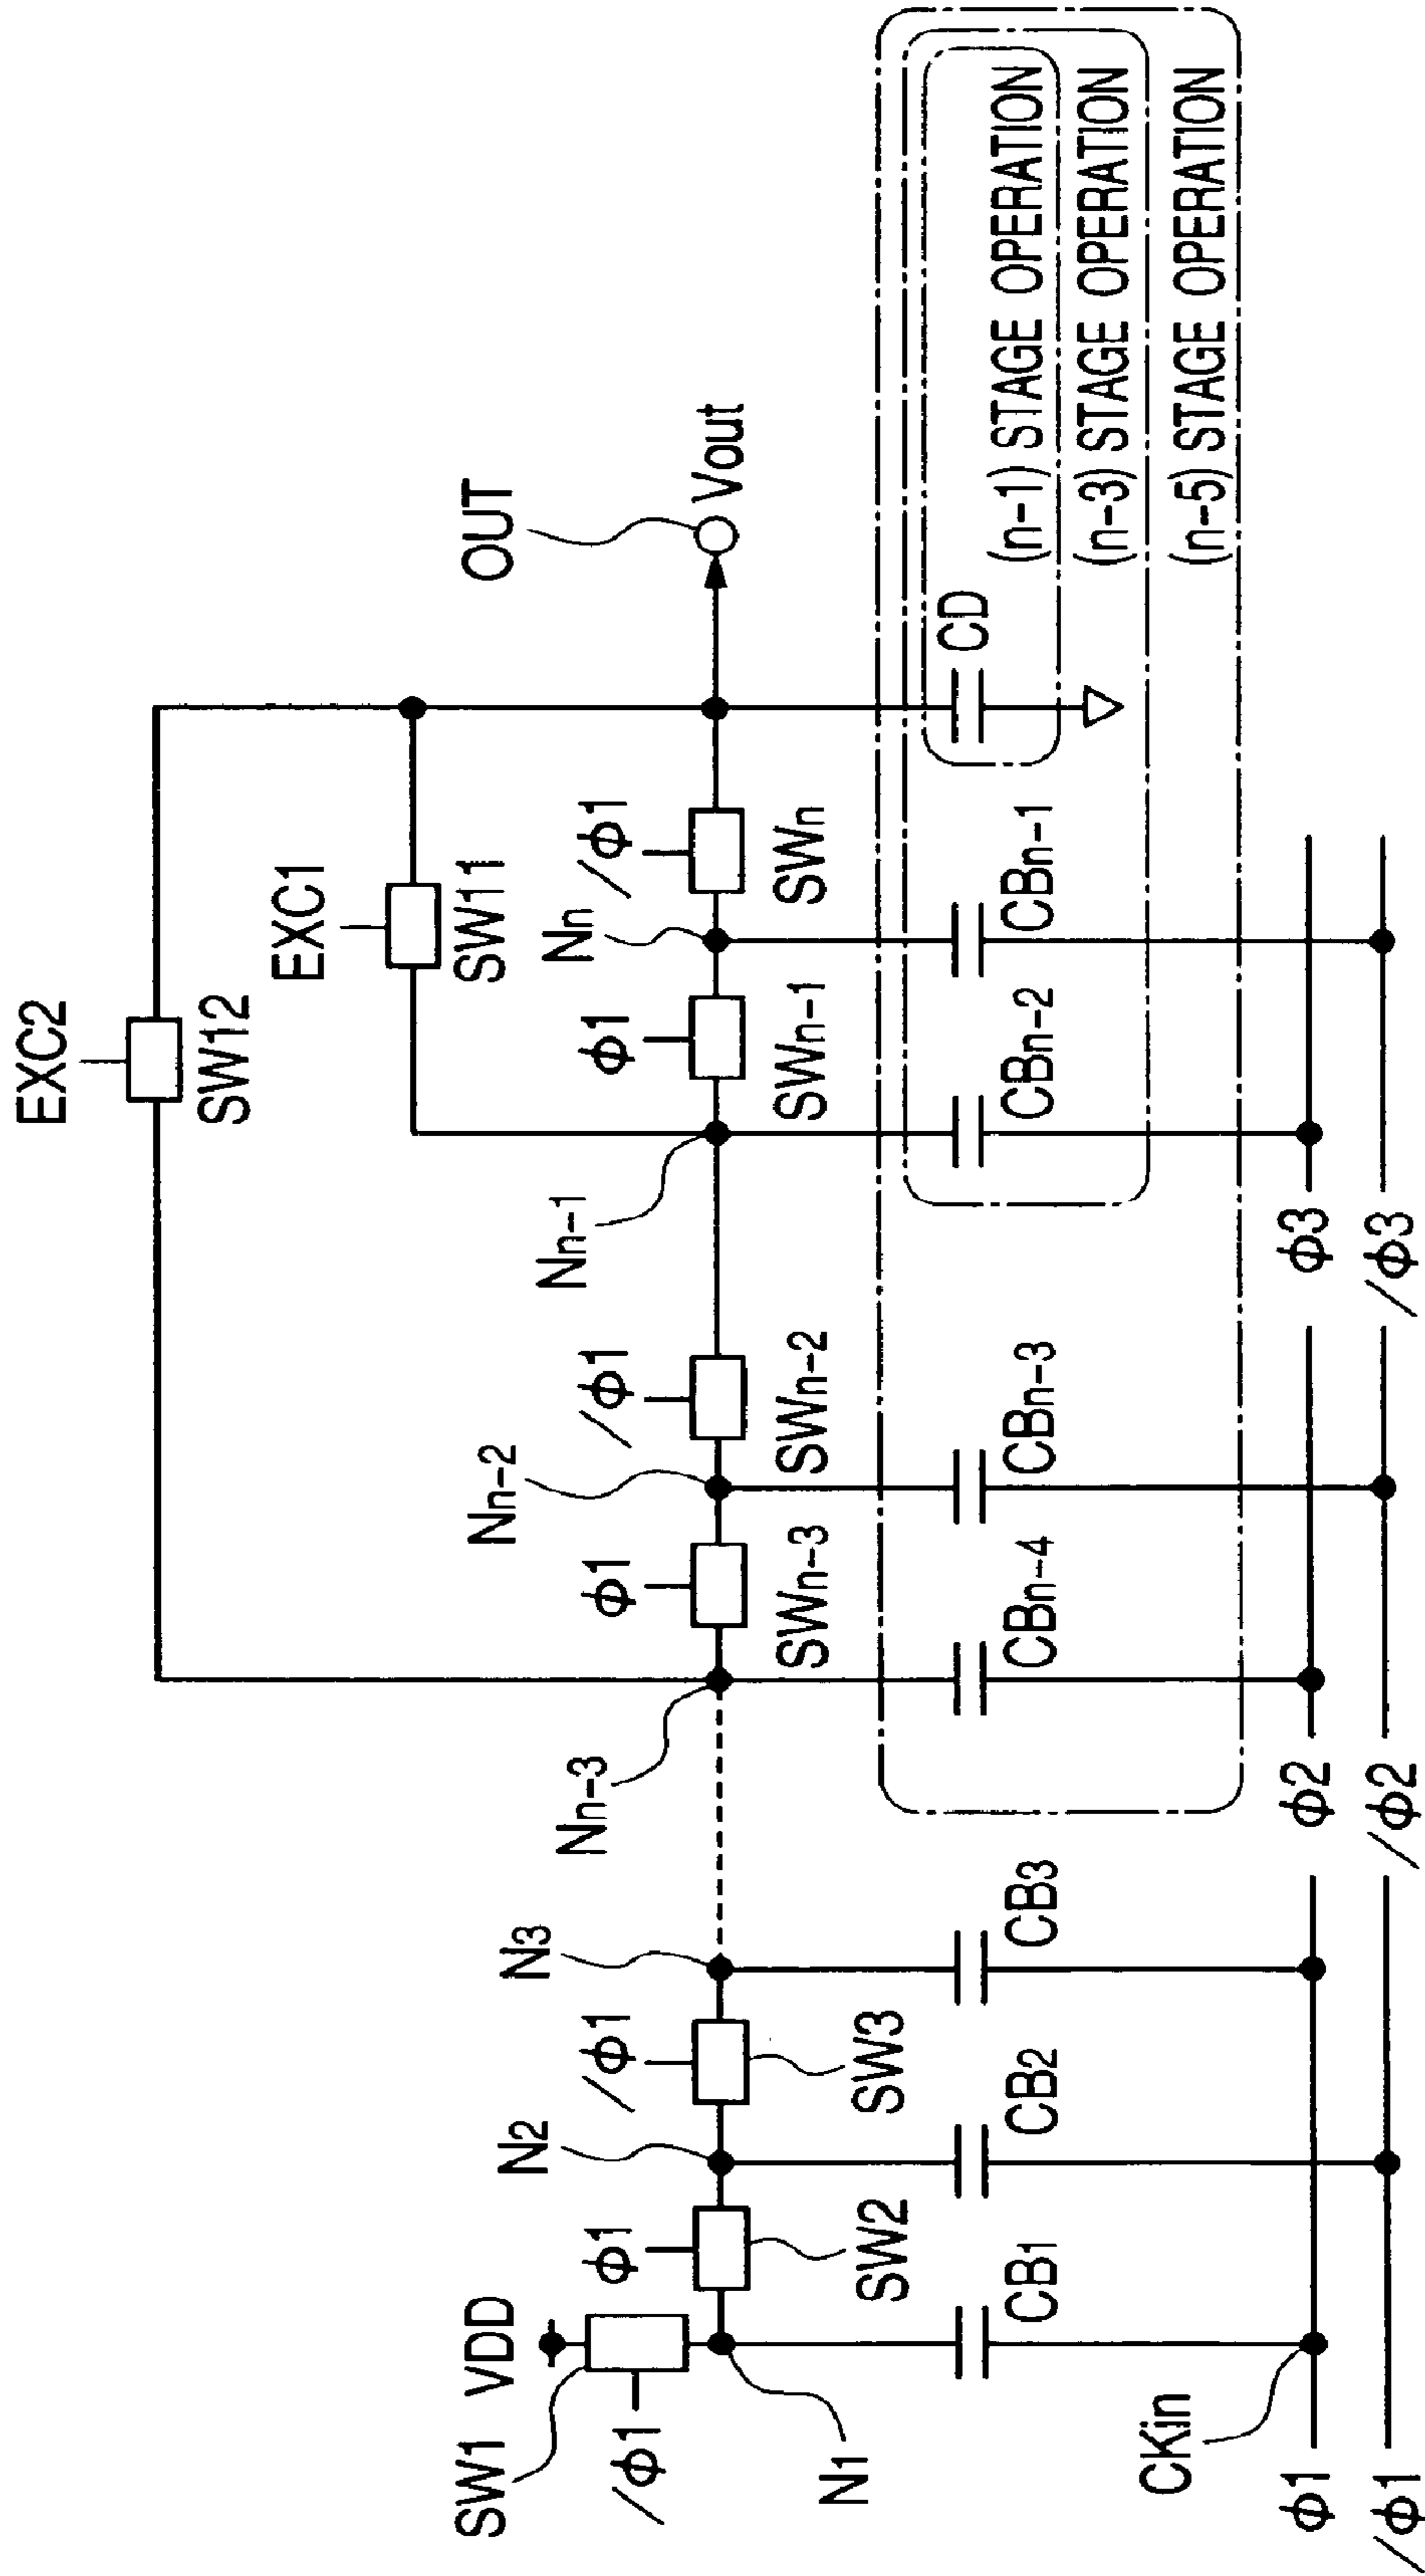 EXC2
SW12
EXC1
SW11
OUT
Vout
SW1
VDD
/φ1
φ1
N2
/φ1
N3
Nn-3
φ1
Nn-2
/φ1
Nn-1
φ1
Nn
/φ1
N1
SW2
SW3
SWn-3
SWn-2
SWn-1
SWn
CB1
CB2
CB3
CBn-4
CBn-3
CBn-2
CBn-1
CD
(n-1) STAGE OPERATION
(n-3) STAGE OPERATION
(n-5) STAGE OPERATION
CKin
φ1
φ2
φ3
/φ1
/φ2
/φ3